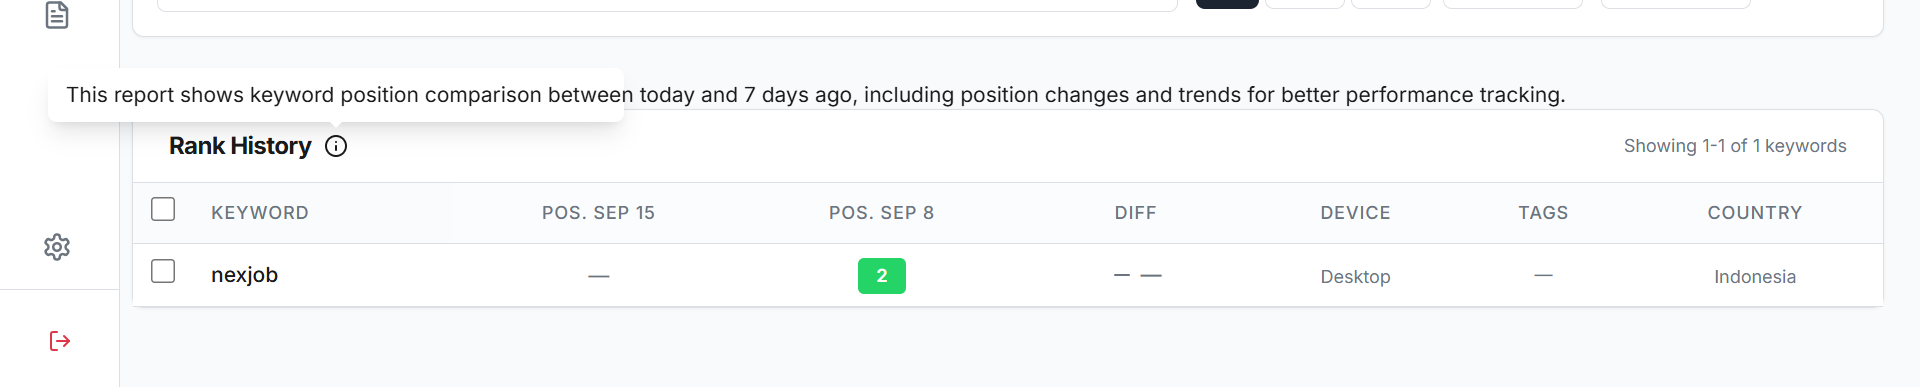 This report shows keyword position comparison between today and 7 days ago, including position changes and trends for better performance tracking.
Rank History
Showing 1-1 of 1 keywords
KEYWORD POS. SEP 15 POS. SEP 8 DIFF DEVICE TAGS COUNTRY
nexjob — 2 — — Desktop — Indonesia